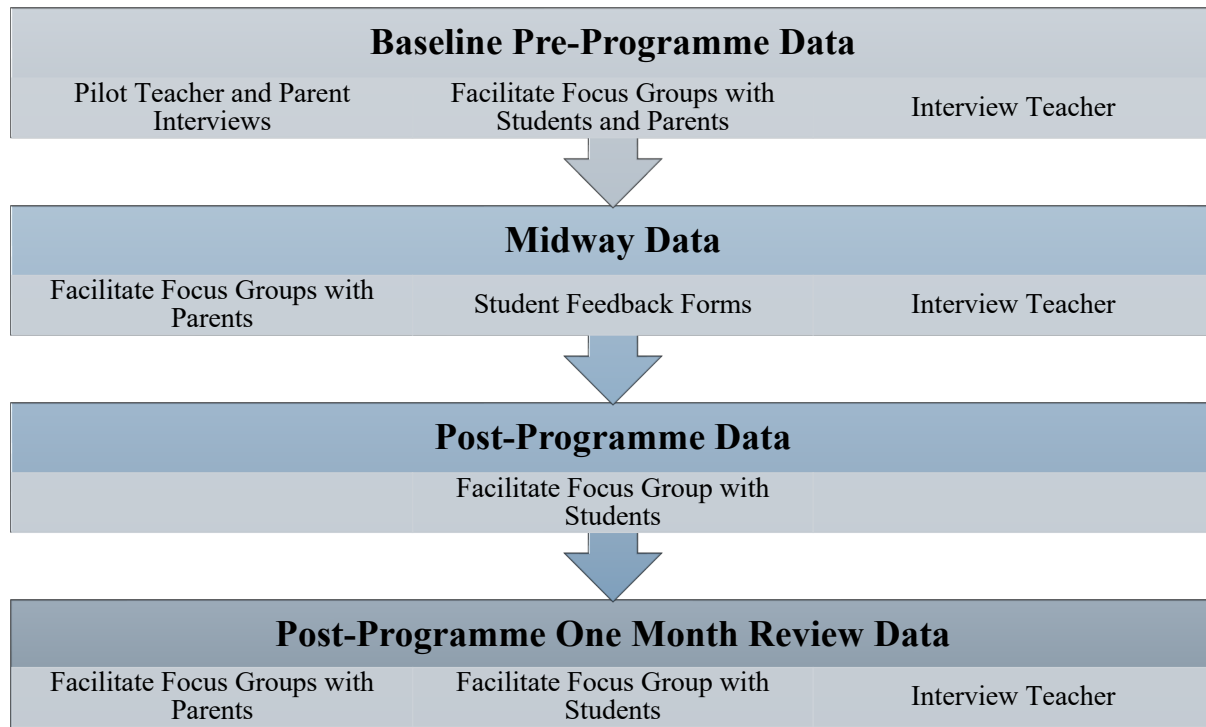 Baseline Pre-Programme Data
Pilot Teacher and Parent
Interviews
Facilitate Focus Groups with
Students and Parents
Interview Teacher
Midway Data
Facilitate Focus Groups with
Parents
Student Feedback Forms
Interview Teacher
Post-Programme Data
Facilitate Focus Group with
Students
Post-Programme One Month Review Data
Facilitate Focus Groups with
Parents
Facilitate Focus Group with
Students
Interview Teacher